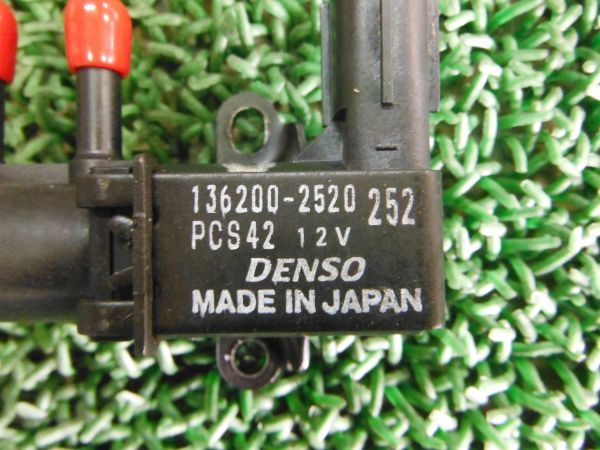 136200-2520 252
PCS42 12V
DENSO
MADE IN JAPAN